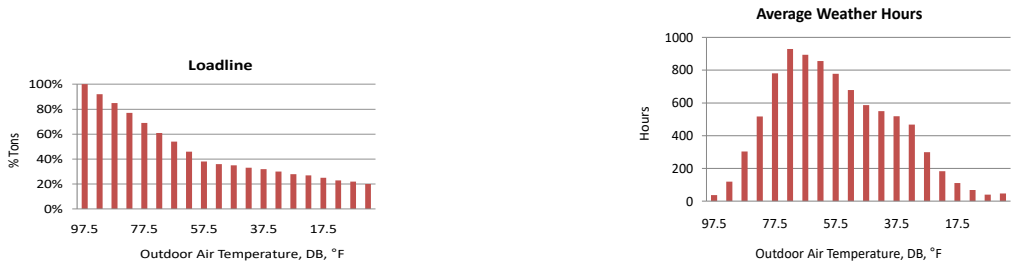 Loadline
100%
80%
60%
40%
20%
0%
% Tons
97.5 77.5 57.5 37.5 17.5
Outdoor Air Temperature, DB, °F
Average Weather Hours
1000
800
600
400
200
0
Hours
97.5 77.5 57.5 37.5 17.5
Outdoor Air Temperature, DB, °F